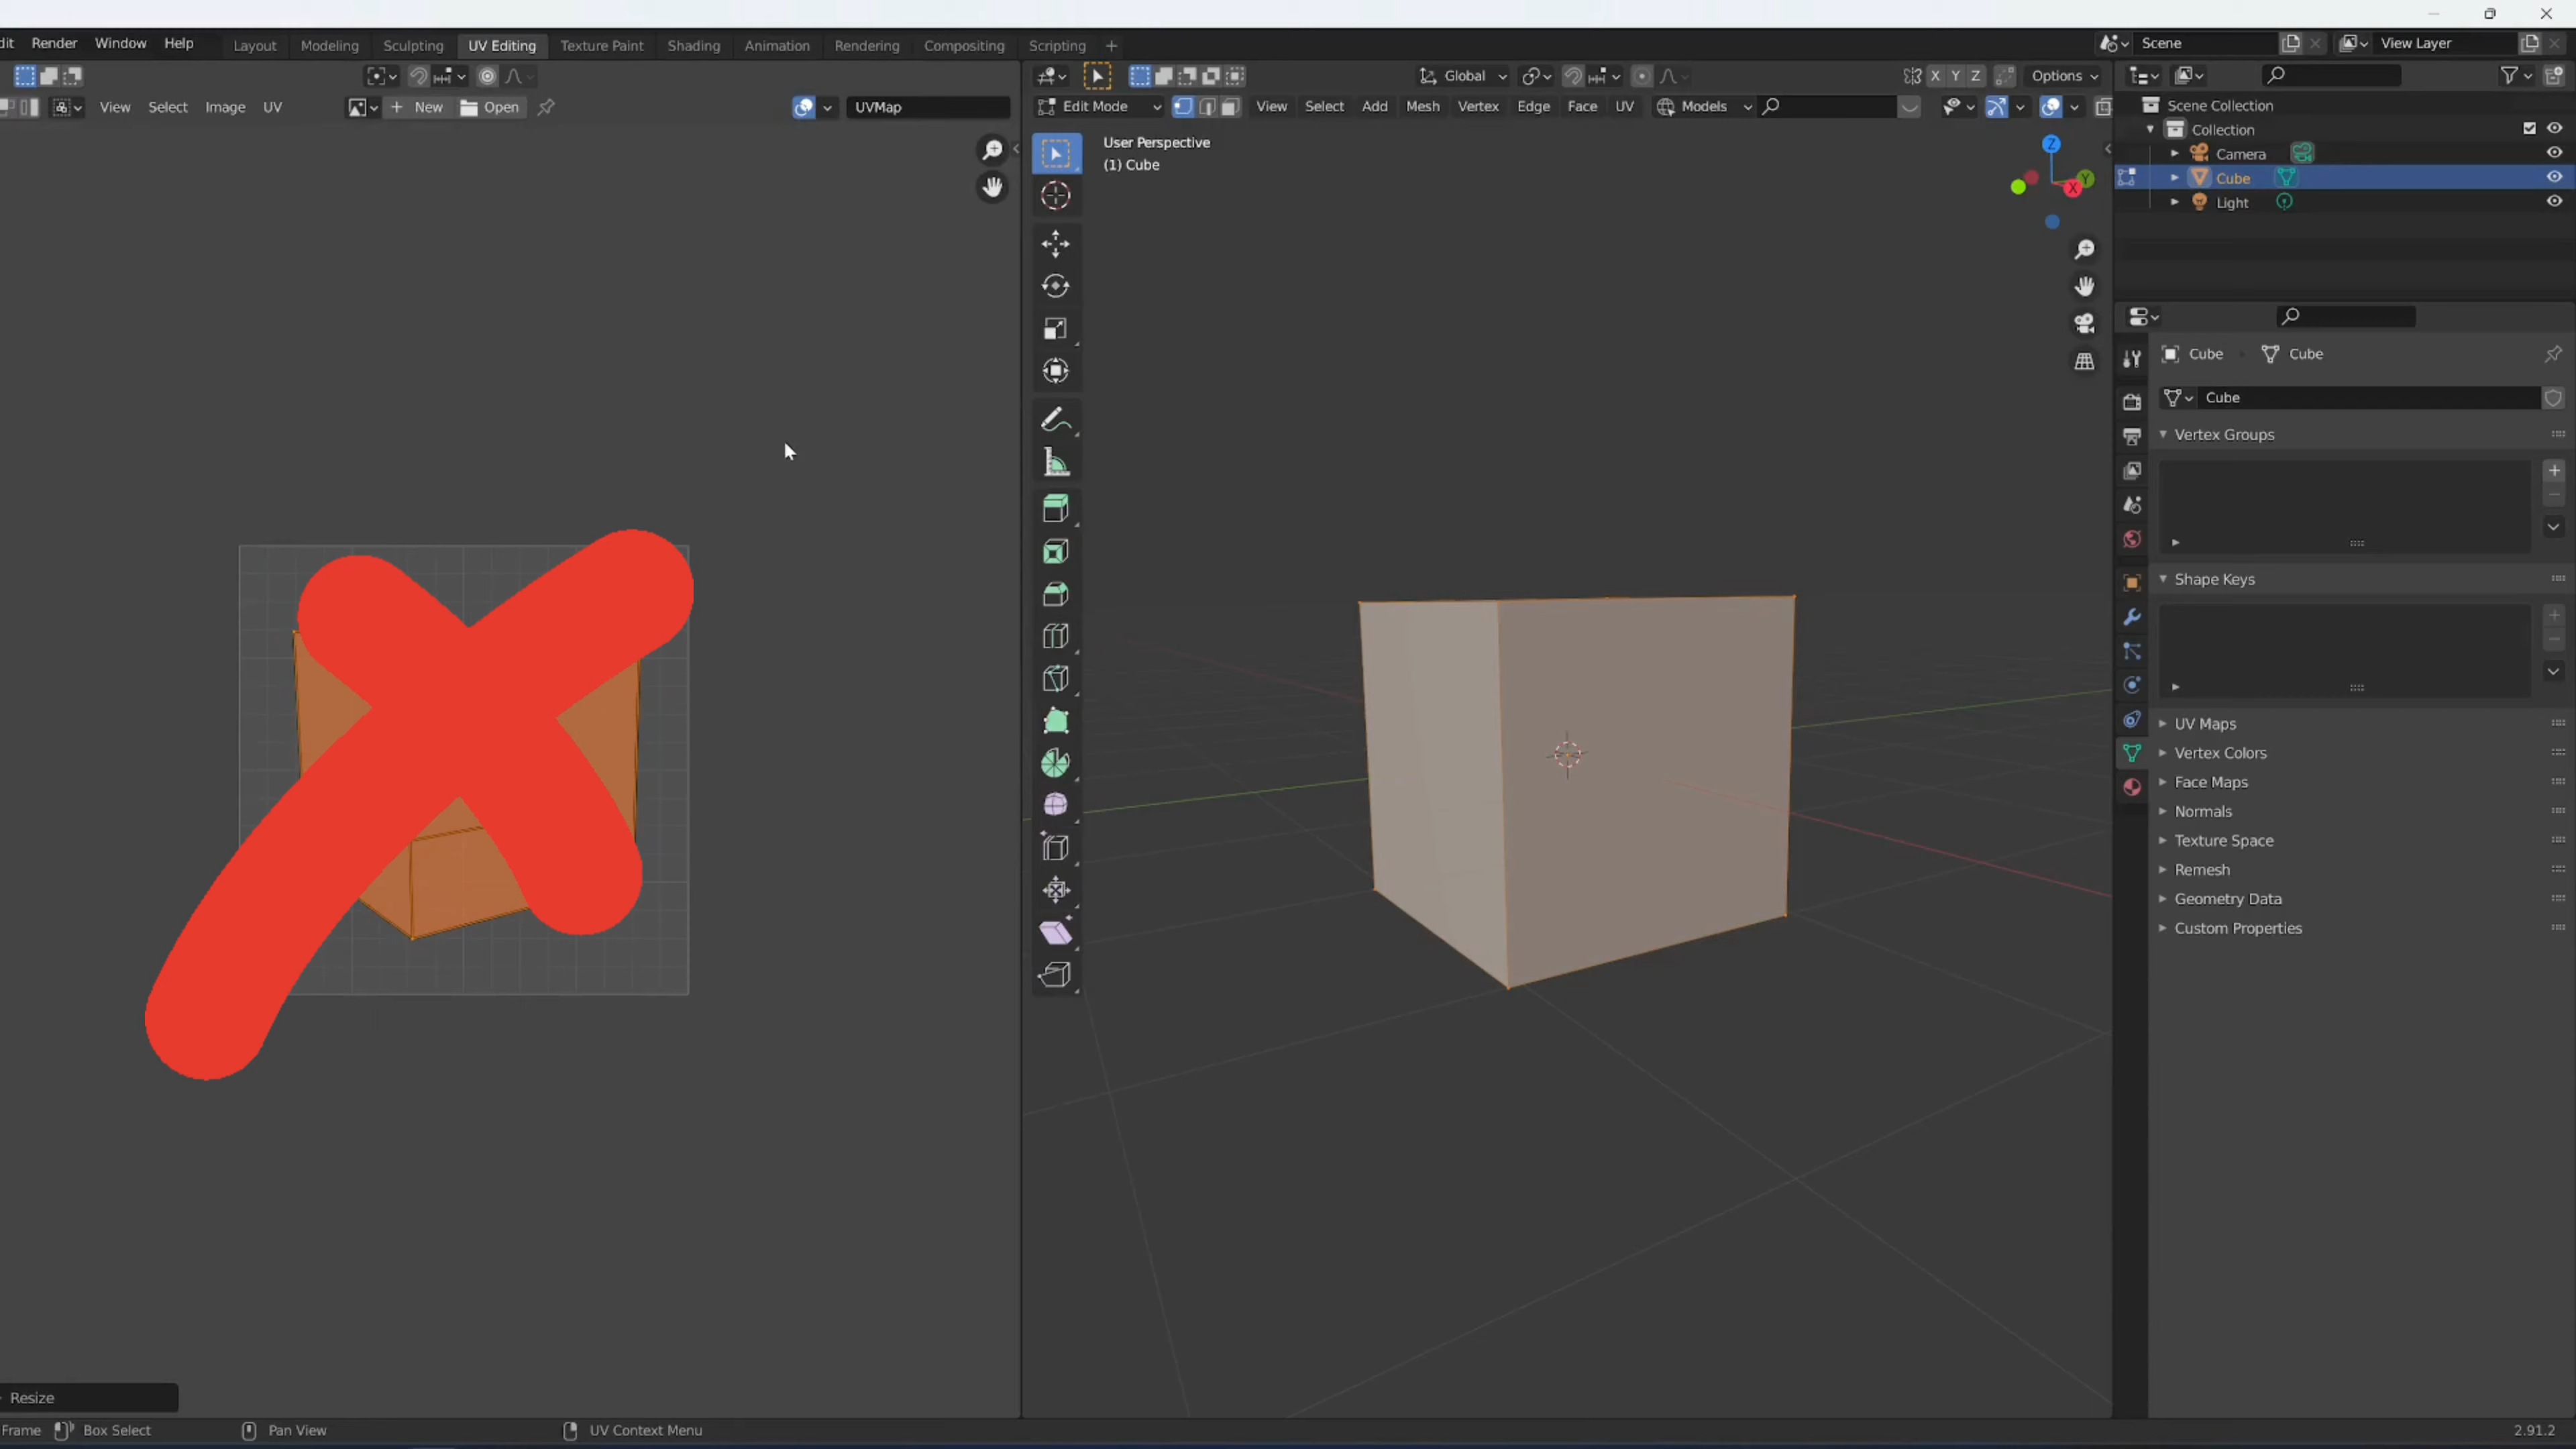 dit Render Window Help Layout Modeling Sculpting UV Editing Texture Paint Shading Animation Rendering Compositing Scripting + Scene View Layer
Global X Y Z Options
View Select Image UV + New Open UVMap
Edit Mode View Select Add Mesh Vertex Edge Face UV Models
User Perspective
(1) Cube
Z
Y
X
Scene Collection
Collection
Camera
Cube
Light
Cube Cube
Cube
Vertex Groups
Shape Keys
UV Maps
Vertex Colors
Face Maps
Normals
Texture Space
Remesh
Geometry Data
Custom Properties
Resize
Frame Box Select Pan View UV Context Menu 2.91.2